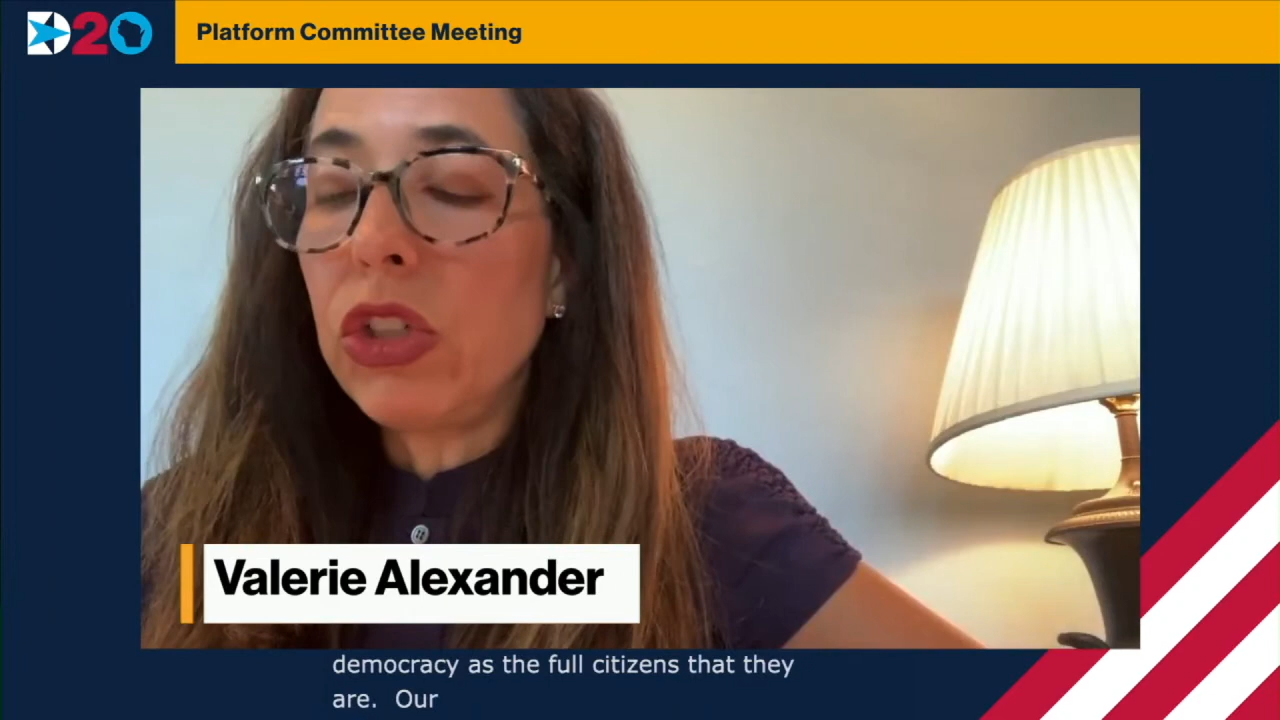 D20
Platform Committee Meeting
Valerie Alexander
democracy as the full citizens that they
are.  Our